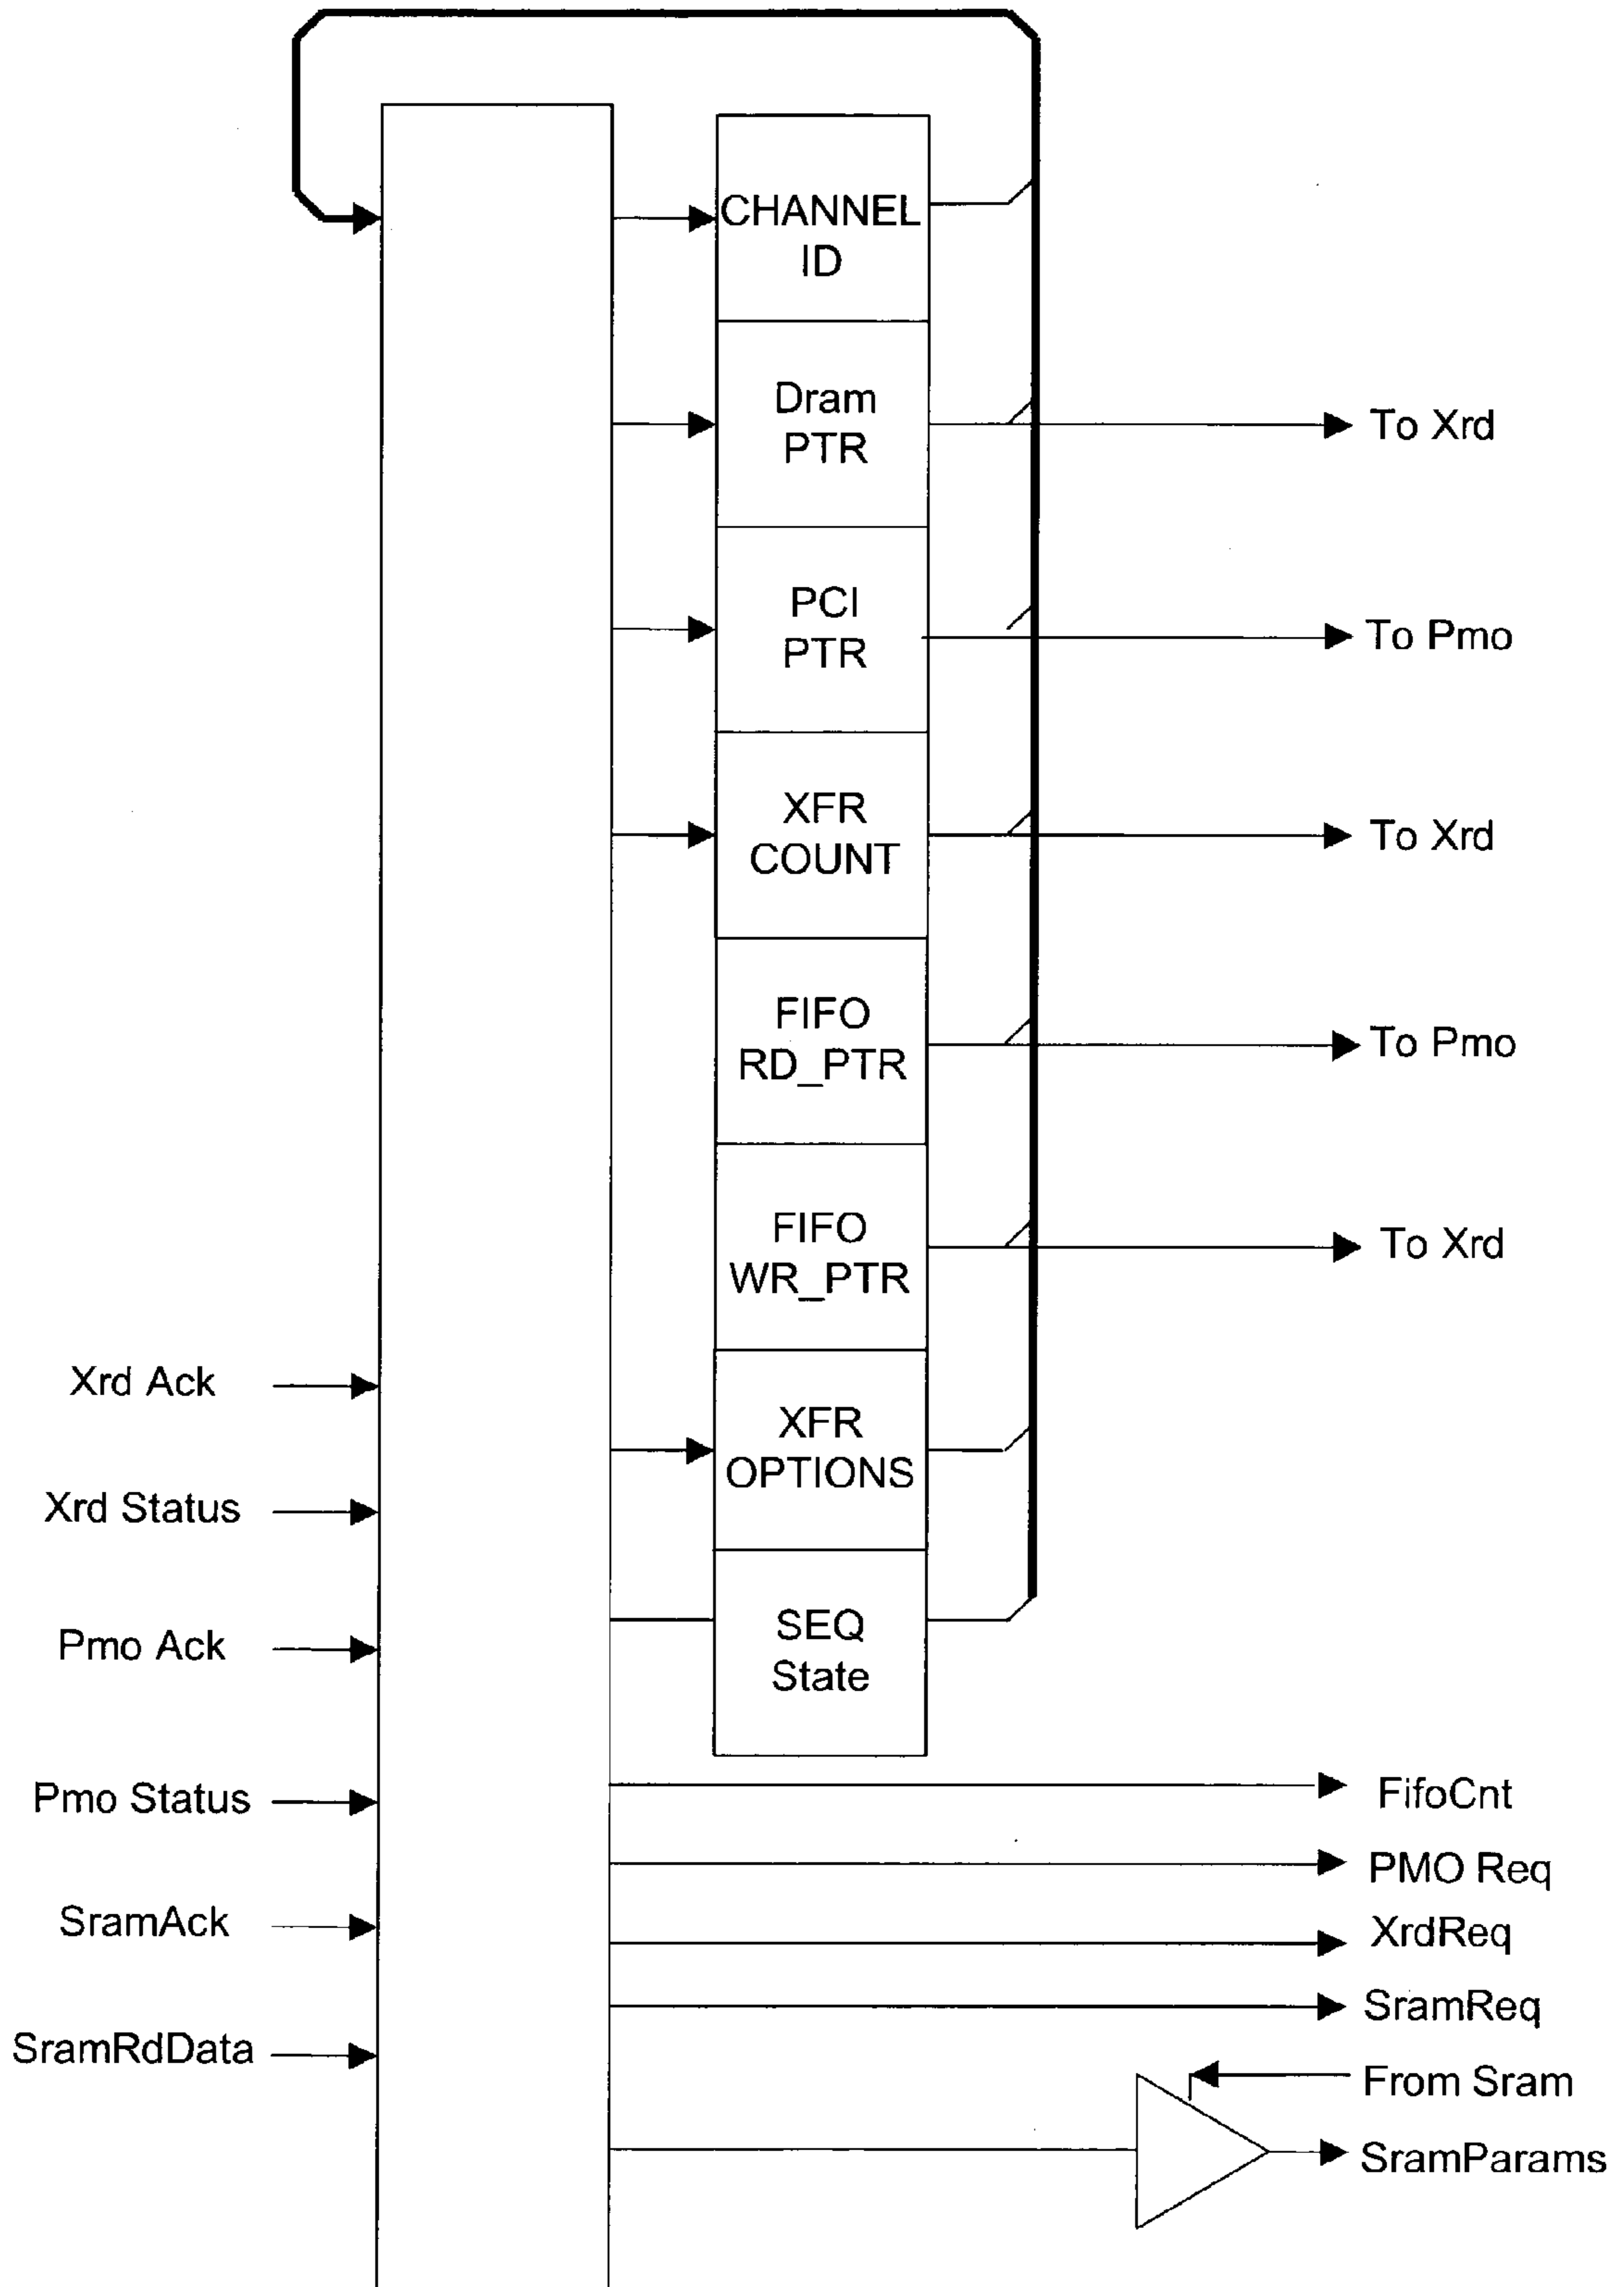 CHANNEL
ID
Dram
PTR
To Xrd
PCI
PTR
To Pmo
XFR
COUNT
To Xrd
FIFO
RD_PTR
To Pmo
FIFO
WR_PTR
To Xrd
Xrd Ack
XFR
OPTIONS
Xrd Status
SEQ
State
Pmo Ack
Pmo Status
FifoCnt
PMO Req
SramAck
XrdReq
SramReq
SramRdData
From Sram
SramParams